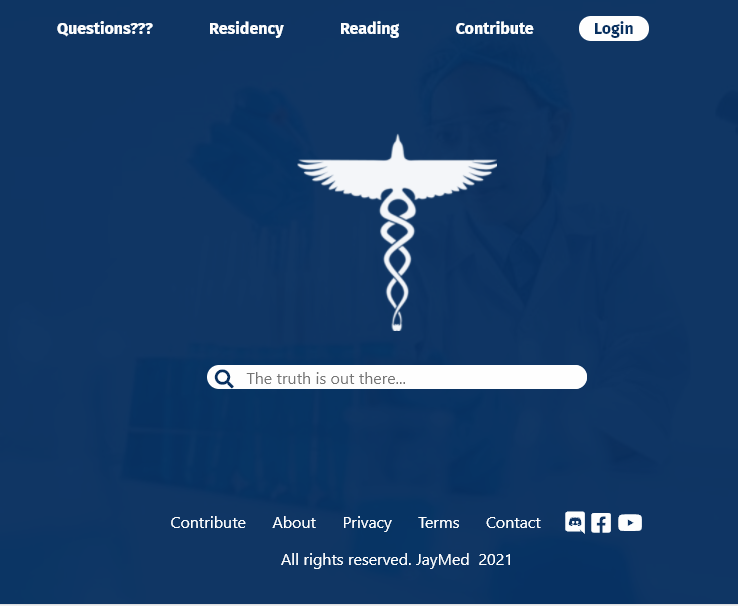 Questions??? Residency Reading Contribute Login
The truth is out there...
Contribute About Privacy Terms Contact
All rights reserved. JayMed 2021